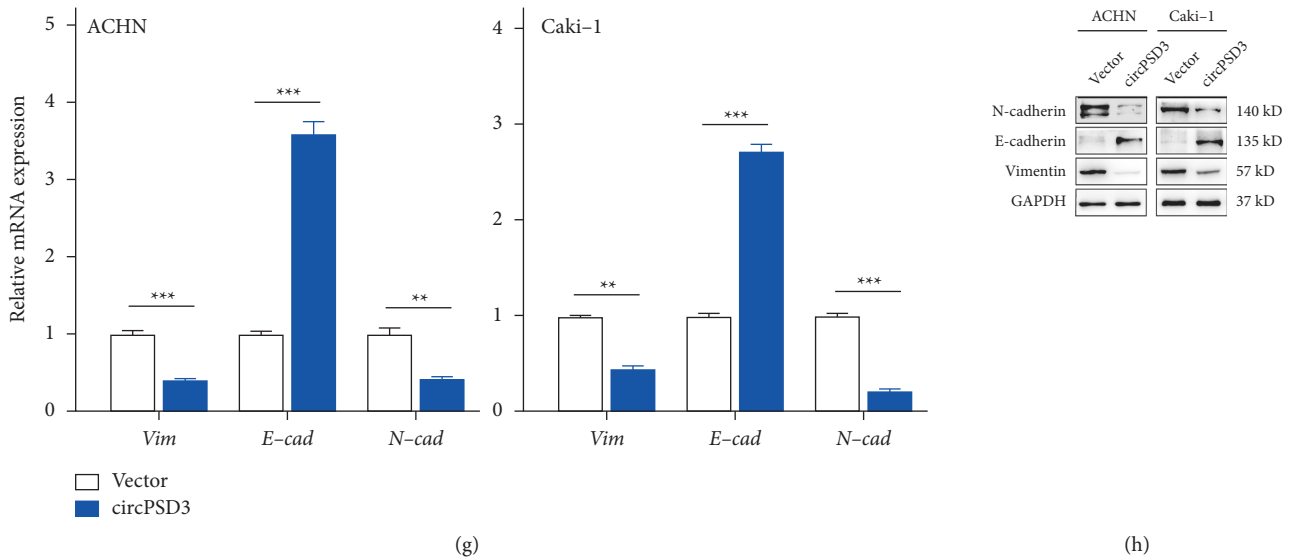 ACHN
Relative mRNA expression
5
4
3
2
1
0
***
***
**
Vim
E–cad
N–cad
Caki–1
4
3
2
1
0
**
***
***
Vim
E–cad
N–cad
Vector
circPSD3
(g)
ACHN
Caki–1
Vector
circPSD3
Vector
circPSD3
N-cadherin
140 kD
E-cadherin
135 kD
Vimentin
57 kD
GAPDH
37 kD
(h)